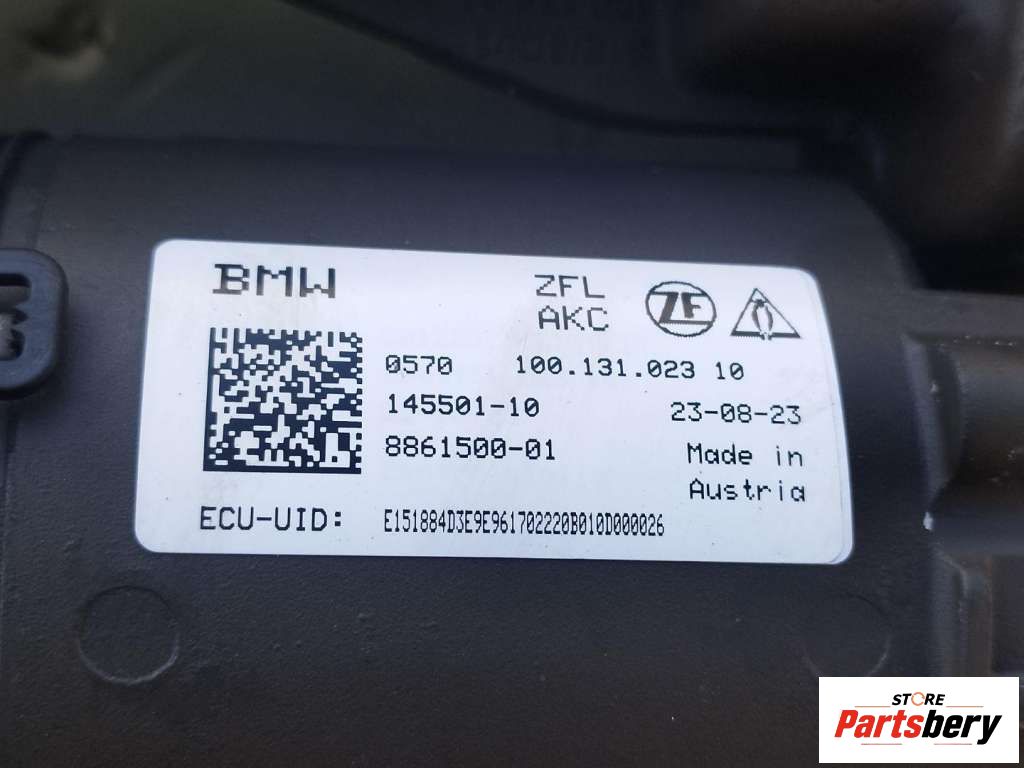 BMW
ZFL
AKC
ZF
0570 100.131.023 10
145501-10 23-08-23
8861500-01
Made in
Austria
ECU-UID: E151884D3E9E961702220B010D000026
STORE
Partsbery